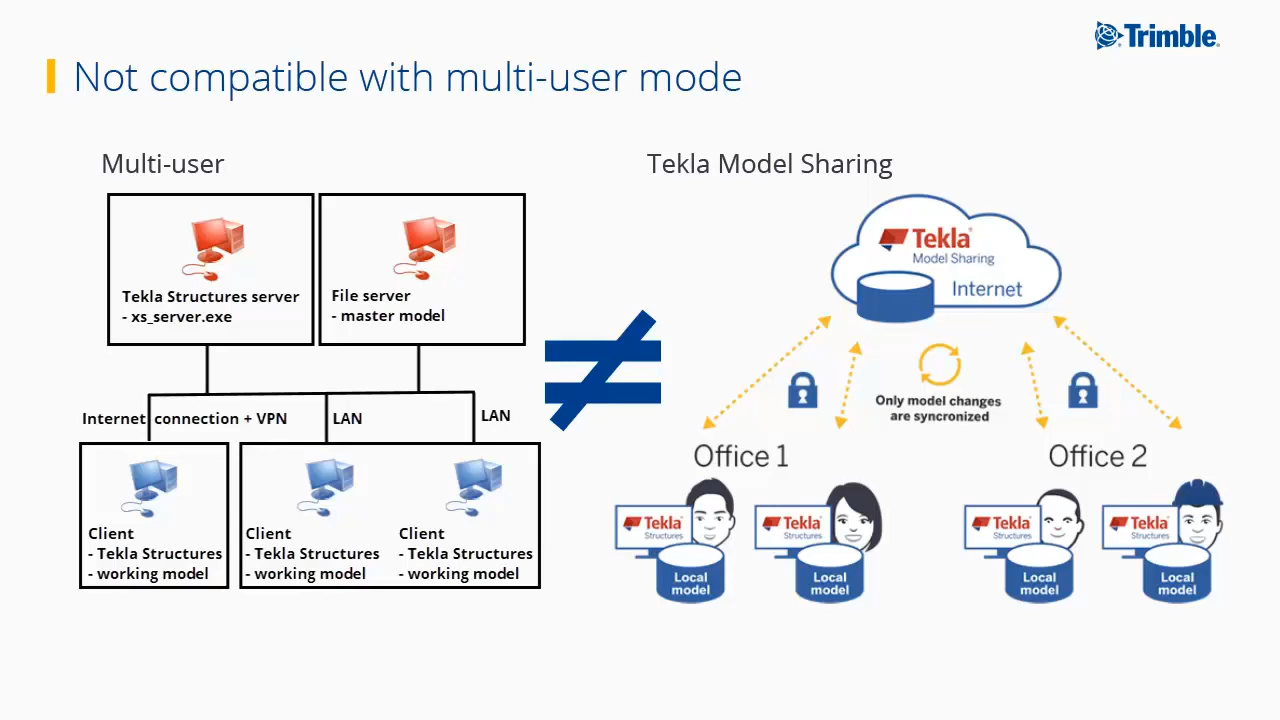 Trimble
Not compatible with multi-user mode
Multi-user
Tekla Structures server
- xs_server.exe
File server
- master model
Internet connection + VPN
LAN
LAN
Client
- Tekla Structures
- working model
Client
- Tekla Structures
- working model
Client
- Tekla Structures
- working model
Tekla Model Sharing
Tekla
Model Sharing
Internet
Only model changes
are syncronized
Office 1
Office 2
Tekla
Structures
Local
model
Tekla
Structures
Local
model
Tekla
Structures
Local
model
Tekla
Structures
Local
model